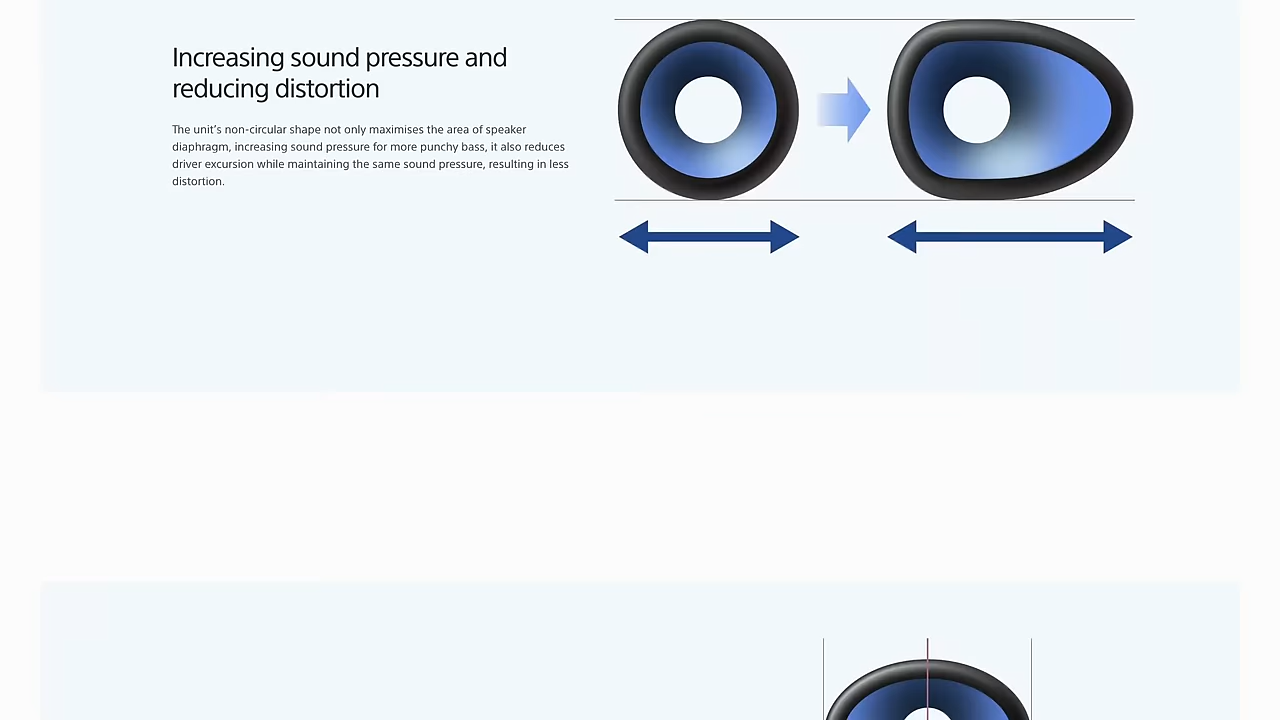 Increasing sound pressure and
reducing distortion
The unit’s non-circular shape not only maximises the area of speaker
diaphragm, increasing sound pressure for more punchy bass, it also reduces
driver excursion while maintaining the same sound pressure, resulting in less
distortion.